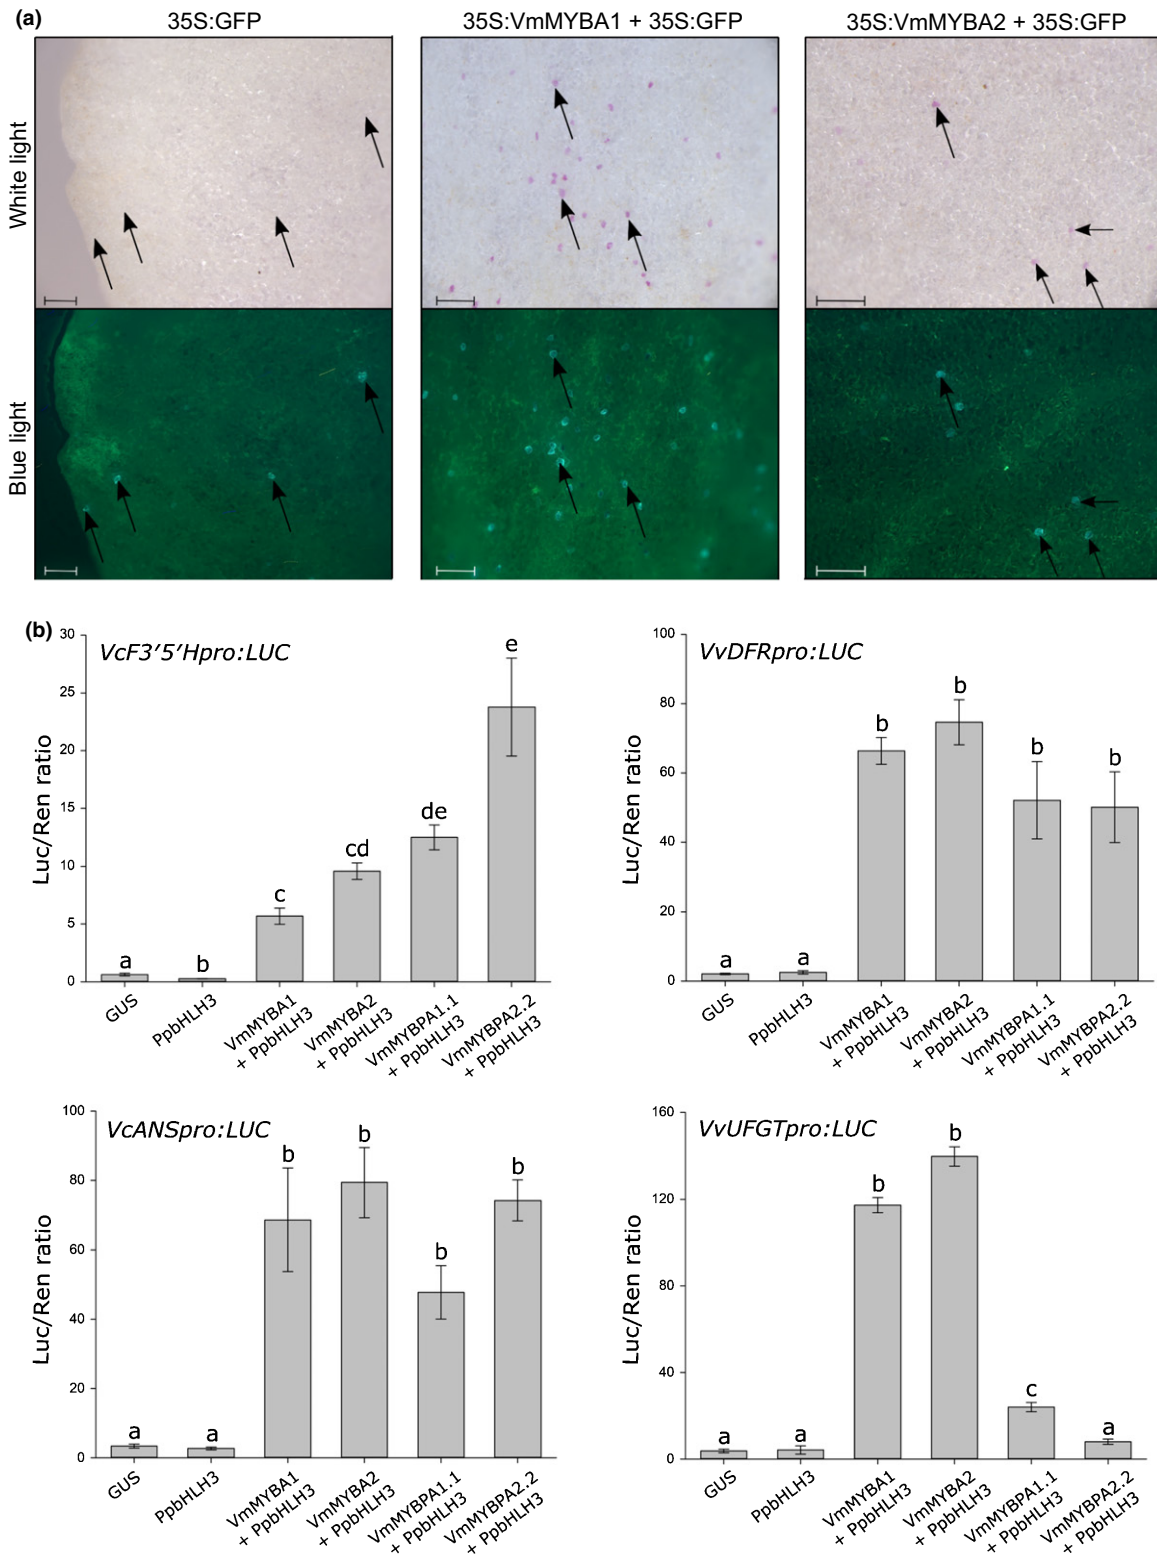 (a)
35S:GFP
35S:VmMYBA1 + 35S:GFP
35S:VmMYBA2 + 35S:GFP
White light
Blue light
(b)
VcF3′5′Hpro:LUC
Luc/Ren ratio
30
25
20
15
10
5
0
a
b
c
cd
de
e
GUS
PpbHLH3
VmMYBA1
+ PpbHLH3
VmMYBA2
+ PpbHLH3
VmMYBPA1.1
+ PpbHLH3
VmMYBPA2.2
+ PpbHLH3
VvDFRpro:LUC
Luc/Ren ratio
100
80
60
40
20
0
a
a
b
b
b
b
GUS
PpbHLH3
VmMYBA1
+ PpbHLH3
VmMYBA2
+ PpbHLH3
VmMYBPA1.1
+ PpbHLH3
VmMYBPA2.2
+ PpbHLH3
VcANSpro:LUC
Luc/Ren ratio
100
80
60
40
20
0
a
a
b
b
b
b
GUS
PpbHLH3
VmMYBA1
+ PpbHLH3
VmMYBA2
+ PpbHLH3
VmMYBPA1.1
+ PpbHLH3
VmMYBPA2.2
+ PpbHLH3
VvUFGTpro:LUC
Luc/Ren ratio
160
120
80
40
0
a
a
b
b
c
a
GUS
PpbHLH3
VmMYBA1
+ PpbHLH3
VmMYBA2
+ PpbHLH3
VmMYBPA1.1
+ PpbHLH3
VmMYBPA2.2
+ PpbHLH3